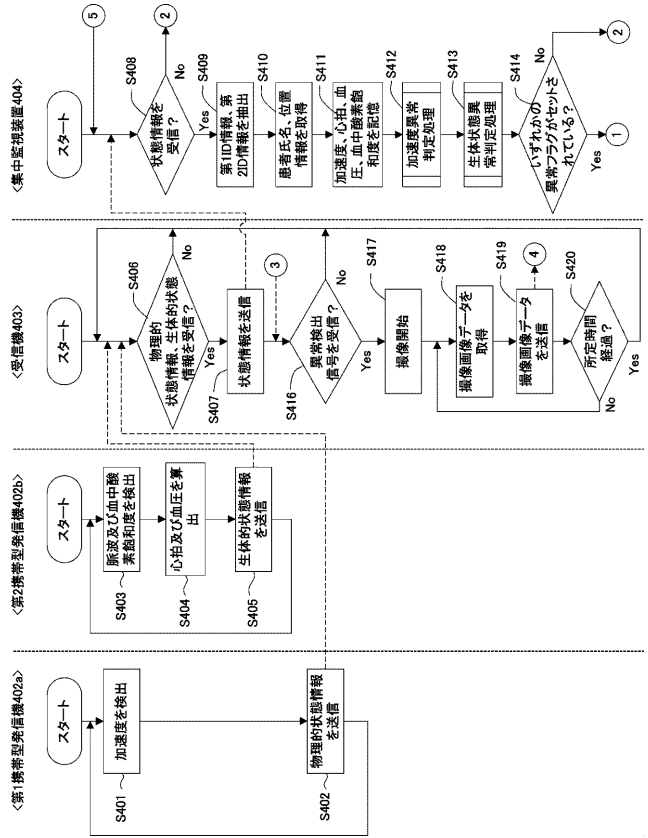 <第1携帯型発信機402a>
スタート
加速度を検出
S401
物理的状態情報
を送信
S402
<第2携帯型発信機402b>
スタート
脈波及び血中酸
素飽和度を検出
S403
心拍及び血圧を算
出
S404
生体的状態情報
を送信
S405
<受信機403>
スタート
物理的
状態情報、生体的状態
情報を受信？
S406
No
Yes
状態情報を送信
S407
3
異常検出
信号を受信？
S416
No
Yes
撮像開始
S417
撮像画像データを
取得
S418
撮像画像データ
を送信
S419
4
所定時間
経過？
S420
No
Yes
<集中監視装置404>
スタート
5
状態情報を
受信？
S408
No
2
Yes
第1ID情報、第
2ID情報を抽出
S409
患者氏名、位置
情報を取得
S410
加速度、心拍、血
圧、血中酸素飽
和度を記憶
S411
加速度異常
判定処理
S412
生体状態異
常判定処理
S413
いずれかの
異常フラグがセットさ
れている？
S414
No
2
Yes
1